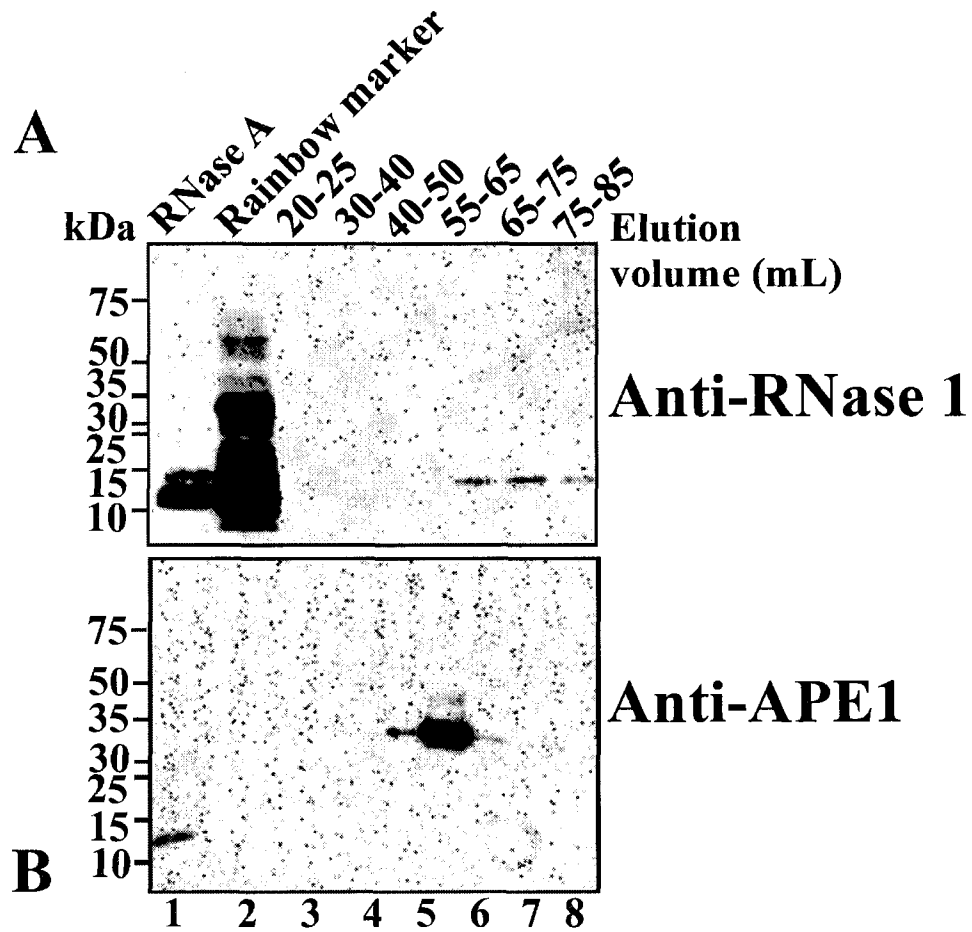 A
RNase A
Rainbow marker
20-25
30-40
40-50
55-65
65-75
75-85
Elution
volume (mL)
kDa
75
50
35
30
25
15
10
Anti-RNase 1
75
50
35
30
25
15
10
Anti-APE1
B
1 2 3 4 5 6 7 8